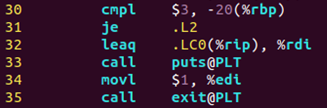 30 cmpl $3, -20(%rbp)
31 je .L2
32 leaq .LC0(%rip), %rdi
33 call puts@PLT
34 movl $1, %edi
35 call exit@PLT